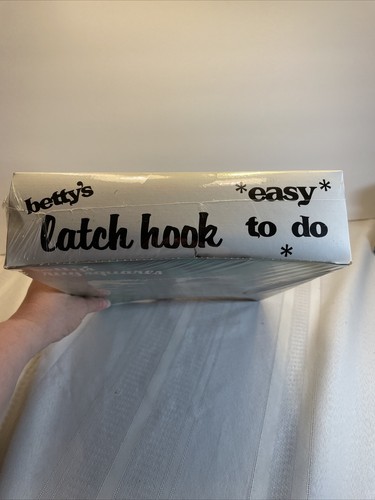 betty's
latch hook
*easy*
to do
*